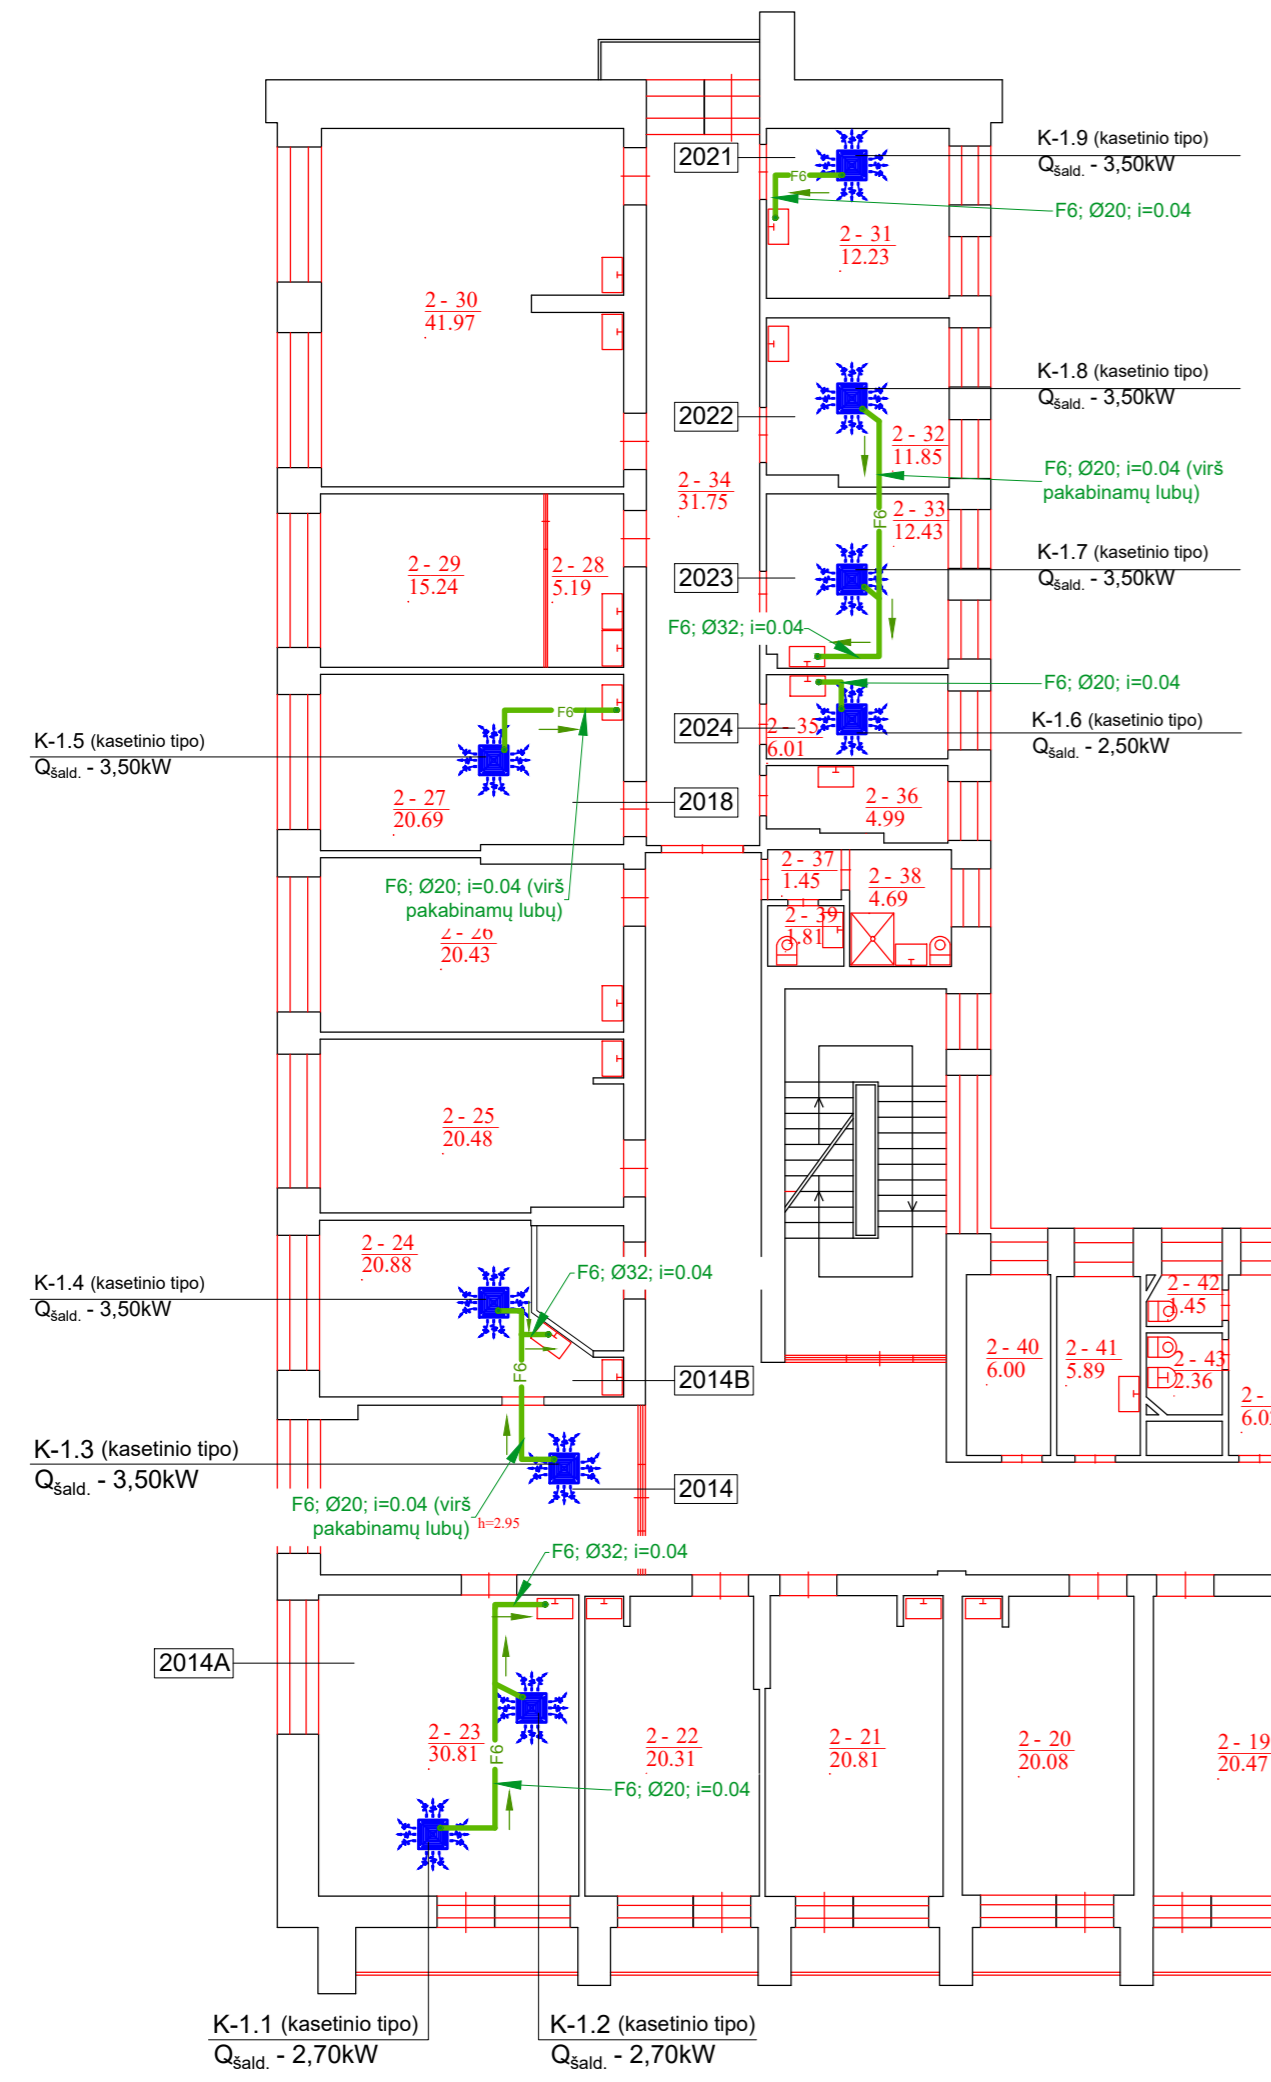 2021
K-1.9 (kasetinio tipo)
Qšald. - 3,50kW
F6
F6; Ø20; i=0.04
2 - 31
12.23
2 - 30
41.97
K-1.8 (kasetinio tipo)
Qšald. - 3,50kW
2022
2 - 32
11.85
F6; Ø20; i=0.04 (virš
pakabinamų lubų)
2 - 34
31.75
F6
2 - 33
12.43
2 - 29
15.24
2 - 28
5.19
2023
K-1.7 (kasetinio tipo)
Qšald. - 3,50kW
F6; Ø32; i=0.04
F6; Ø20; i=0.04
F6
2024
2 - 35
6.01
K-1.6 (kasetinio tipo)
Qšald. - 2,50kW
K-1.5 (kasetinio tipo)
Qšald. - 3,50kW
2 - 27
20.69
2018
2 - 36
4.99
F6; Ø20; i=0.04 (virš
pakabinamų lubų)
2 - 37
1.45
2 - 38
4.69
2 - 39
1.81
2 - 26
20.43
2 - 25
20.48
2 - 24
20.88
F6; Ø32; i=0.04
K-1.4 (kasetinio tipo)
Qšald. - 3,50kW
2 - 42
1.45
2 - 40
6.00
2 - 41
5.89
2 - 43
2.36
2 -
6.0
F6
2014B
K-1.3 (kasetinio tipo)
Qšald. - 3,50kW
2014
F6; Ø20; i=0.04 (virš
pakabinamų lubų)
h=2.95
F6; Ø32; i=0.04
2014A
2 - 23
30.81
F6
2 - 22
20.31
2 - 21
20.81
2 - 20
20.08
2 - 19
20.47
F6; Ø20; i=0.04
K-1.1 (kasetinio tipo)
Qšald. - 2,70kW
K-1.2 (kasetinio tipo)
Qšald. - 2,70kW